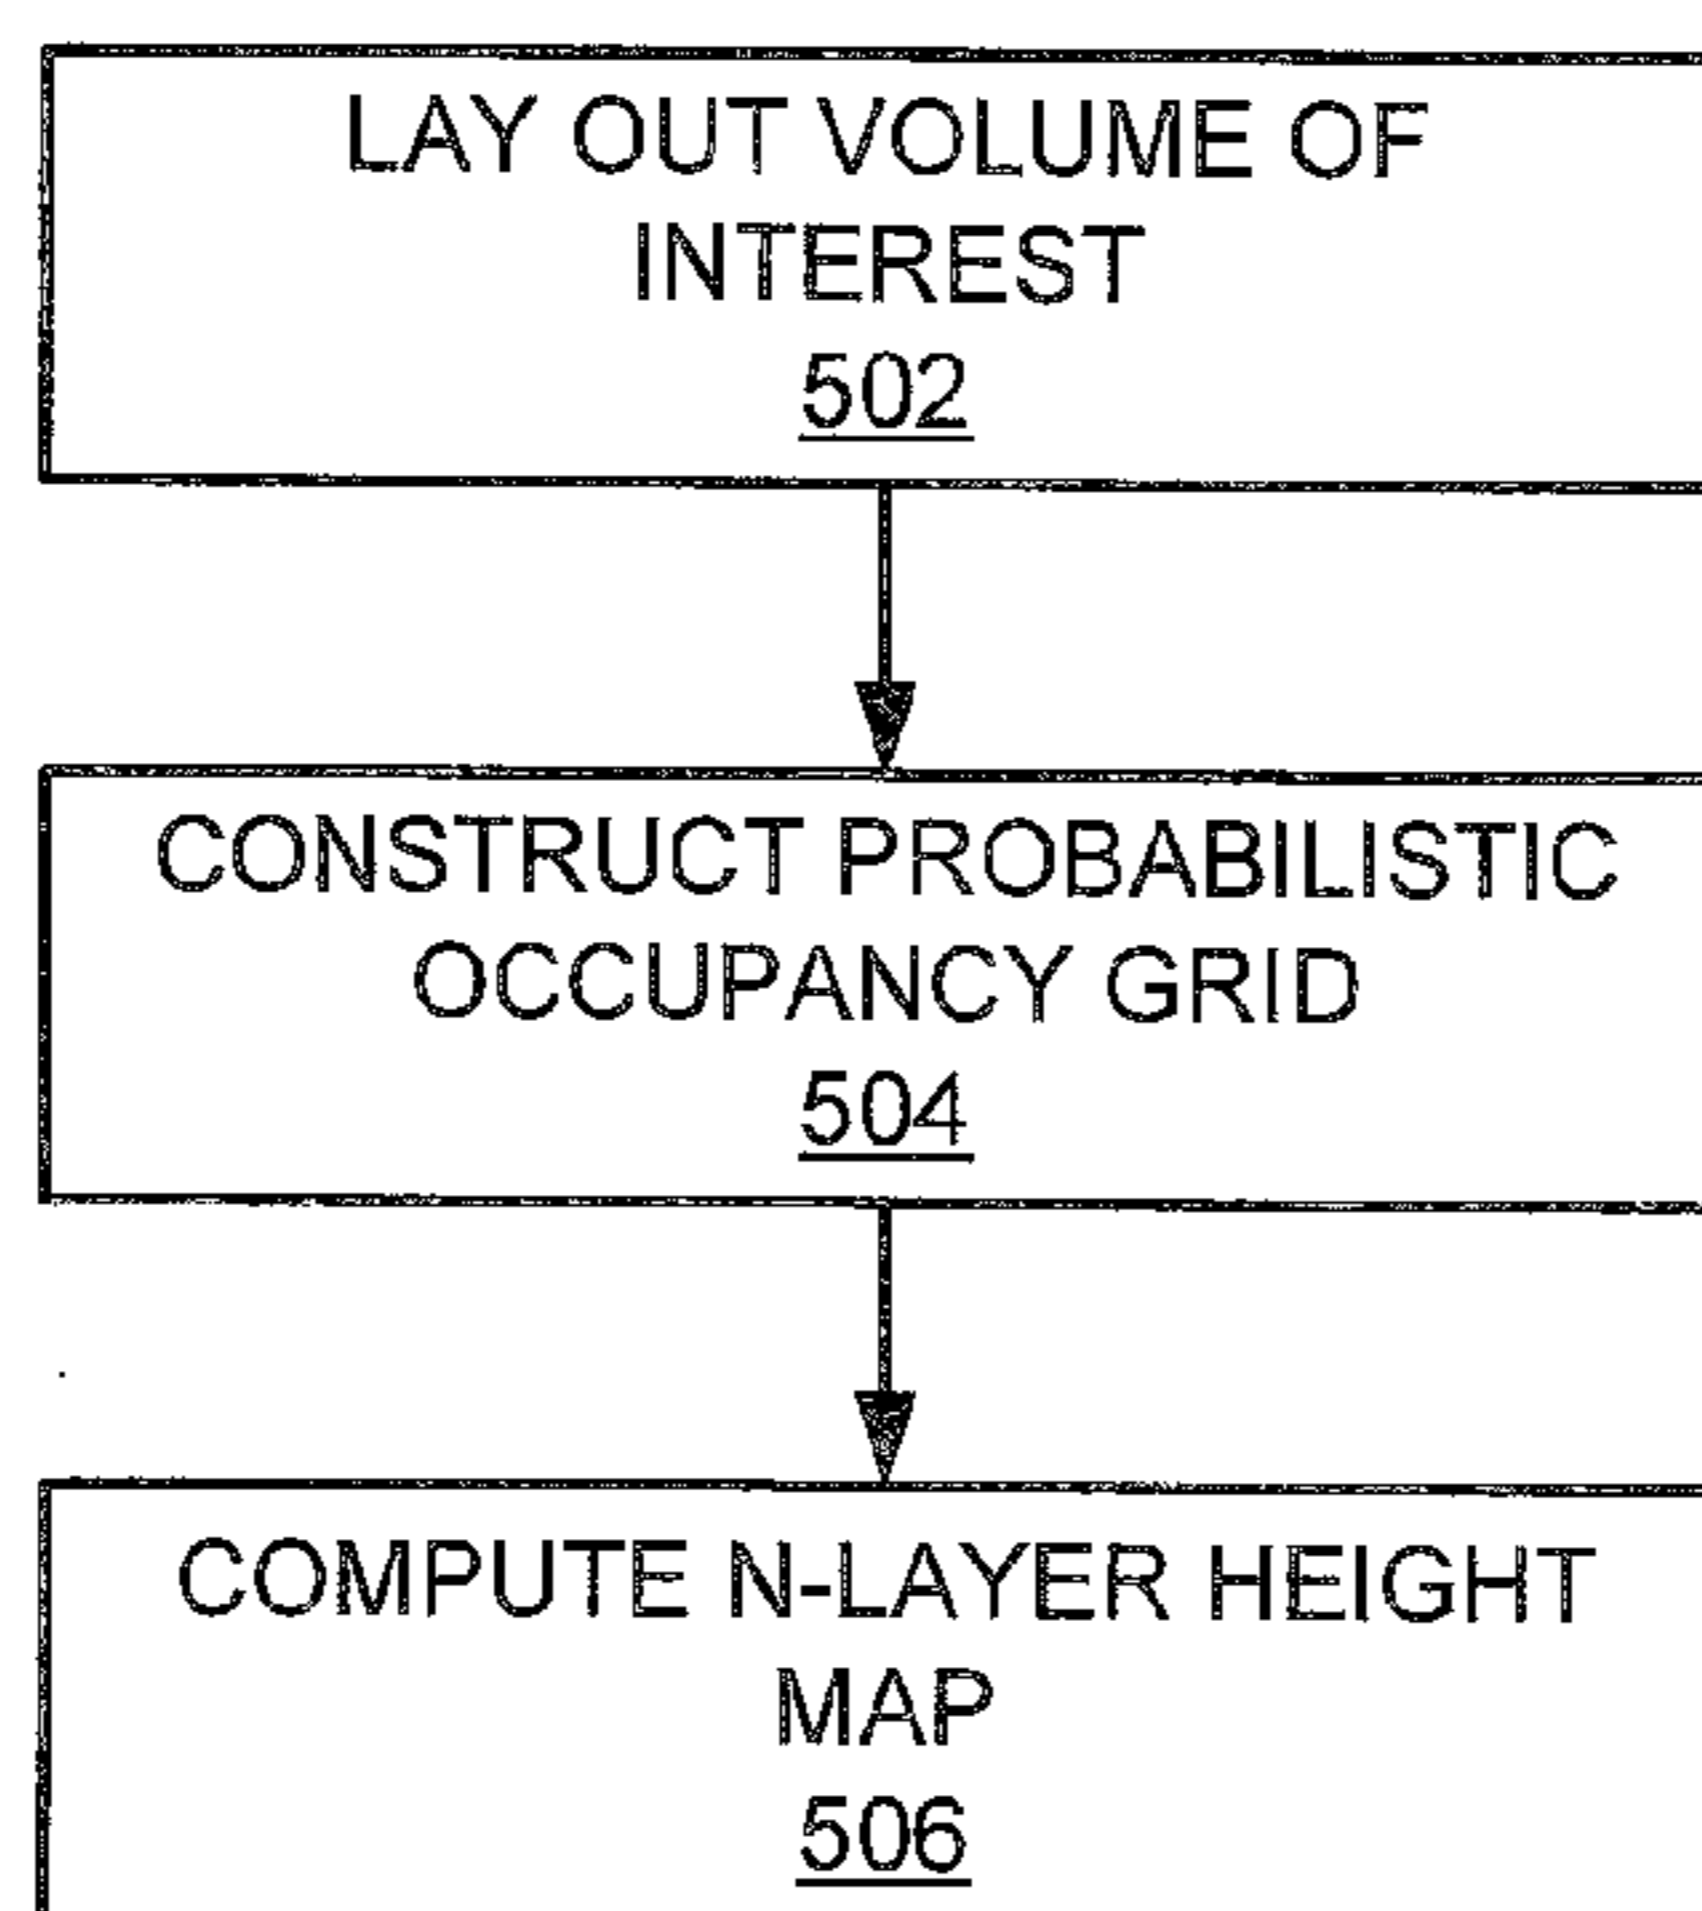 LAY OUT VOLUME OF
INTEREST
502
CONSTRUCT PROBABILISTIC
OCCUPANCY GRID
504
COMPUTE N-LAYER HEIGHT
MAP
506